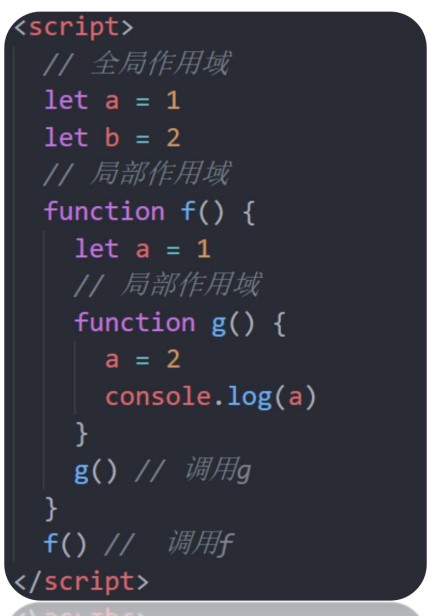 <script>
// 全局作用域
let a = 1
let b = 2
// 局部作用域
function f() {
let a = 1
// 局部作用域
function g() {
a = 2
console.log(a)
}
g() // 调用g
}
f() // 调用f
</script>